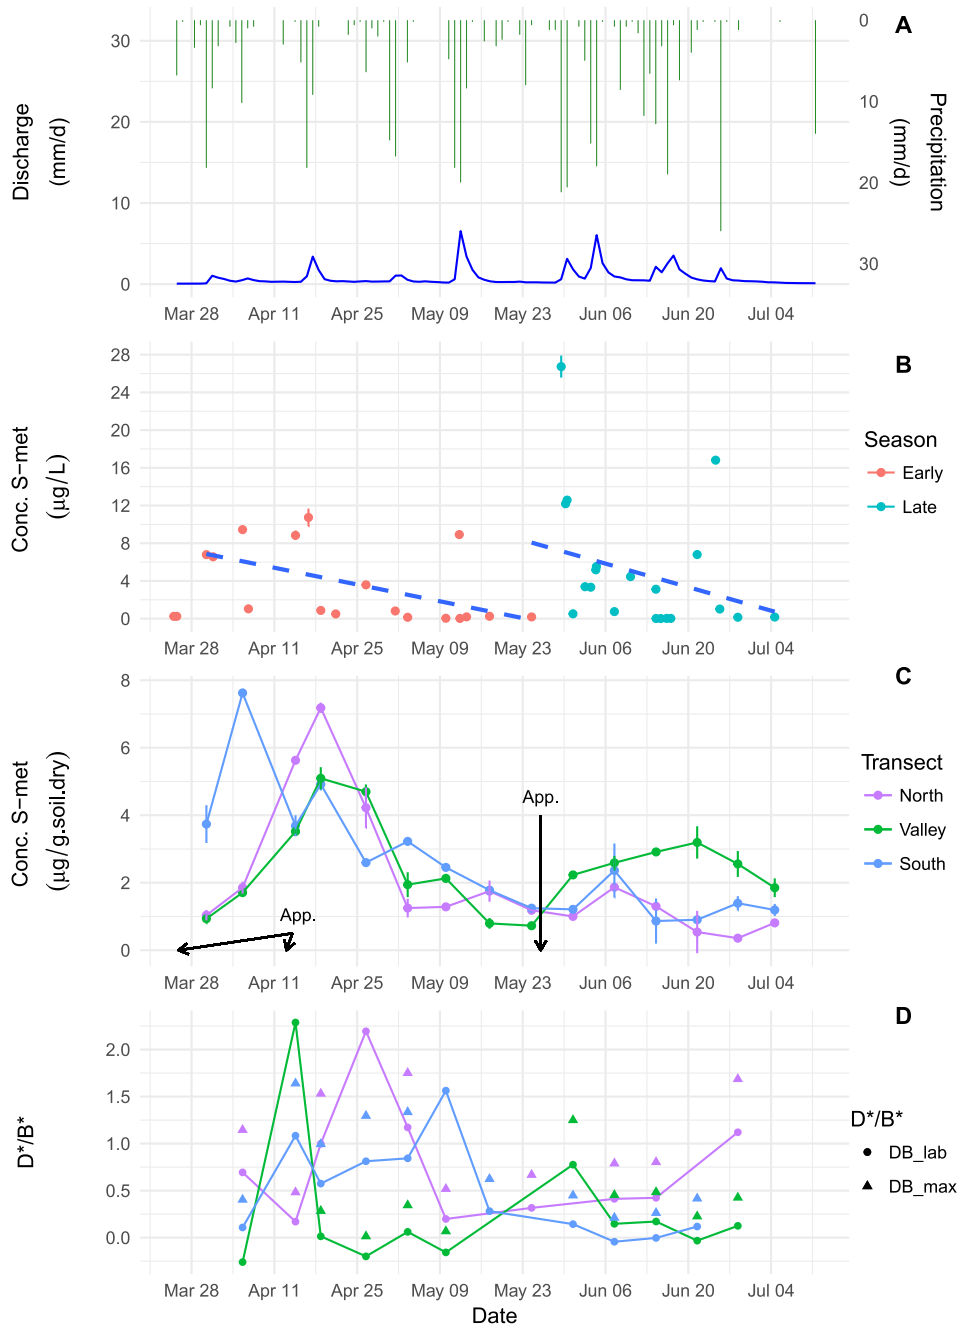 A
30
20
10
0
0
10
20
30
Discharge
(mm/d)
Precipitation
(mm/d)
Mar 28 Apr 11 Apr 25 May 09 May 23 Jun 06 Jun 20 Jul 04
B
28
24
20
16
12
8
4
0
Conc. S−met
(μg/L)
Season
Early
Late
Mar 28 Apr 11 Apr 25 May 09 May 23 Jun 06 Jun 20 Jul 04
C
8
6
4
2
0
Conc. S−met
(μg/g.soil.dry)
App.
App.
Transect
North
Valley
South
Mar 28 Apr 11 Apr 25 May 09 May 23 Jun 06 Jun 20 Jul 04
D
2.0
1.5
1.0
0.5
0.0
D*/B*
D*/B*
DB_lab
DB_max
Mar 28 Apr 11 Apr 25 May 09 May 23 Jun 06 Jun 20 Jul 04
Date